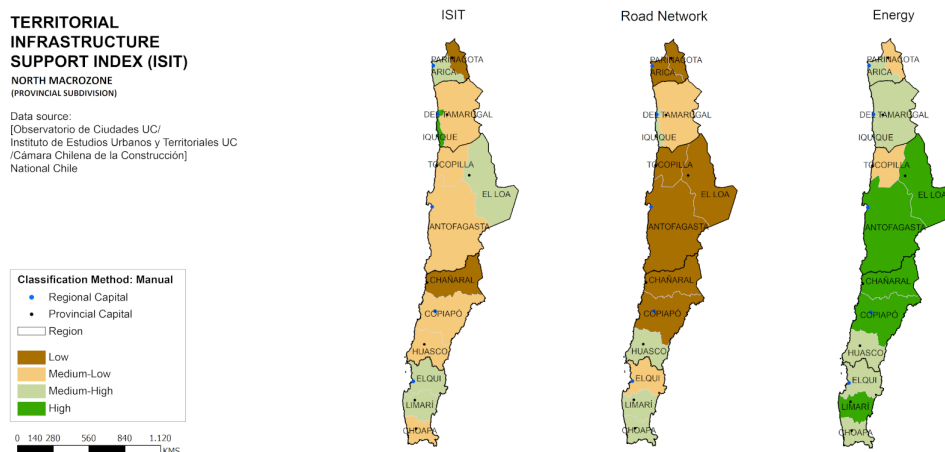 TERRITORIAL
INFRASTRUCTURE
SUPPORT INDEX (ISIT)
NORTH MACROZONE
(PROVINCIAL SUBDIVISION)
Data source:
[Observatorio de Ciudades UC/
Instituto de Estudios Urbanos y Territoriales UC
/Cámara Chilena de la Construcción]
National Chile
Classification Method: Manual
Regional Capital
Provincial Capital
Region
Low
Medium-Low
Medium-High
High
0 140 280 560 840 1.120
KMS
ISIT
PARINACOTA
ARICA
DEL TAMARUGAL
IQUIQUE
TOCOPILLA
EL LOA
ANTOFAGASTA
CHAÑARAL
COPIAPÓ
HUASCO
ELQUI
LIMARÍ
CHOAPA
Road Network
PARINACOTA
ARICA
DEL TAMARUGAL
IQUIQUE
TOCOPILLA
EL LOA
ANTOFAGASTA
CHAÑARAL
COPIAPÓ
HUASCO
ELQUI
LIMARÍ
CHOAPA
Energy
PARINACOTA
ARICA
DEL TAMARUGAL
IQUIQUE
TOCOPILLA
EL LOA
ANTOFAGASTA
CHAÑARAL
COPIAPÓ
HUASCO
ELQUI
LIMARÍ
CHOAPA